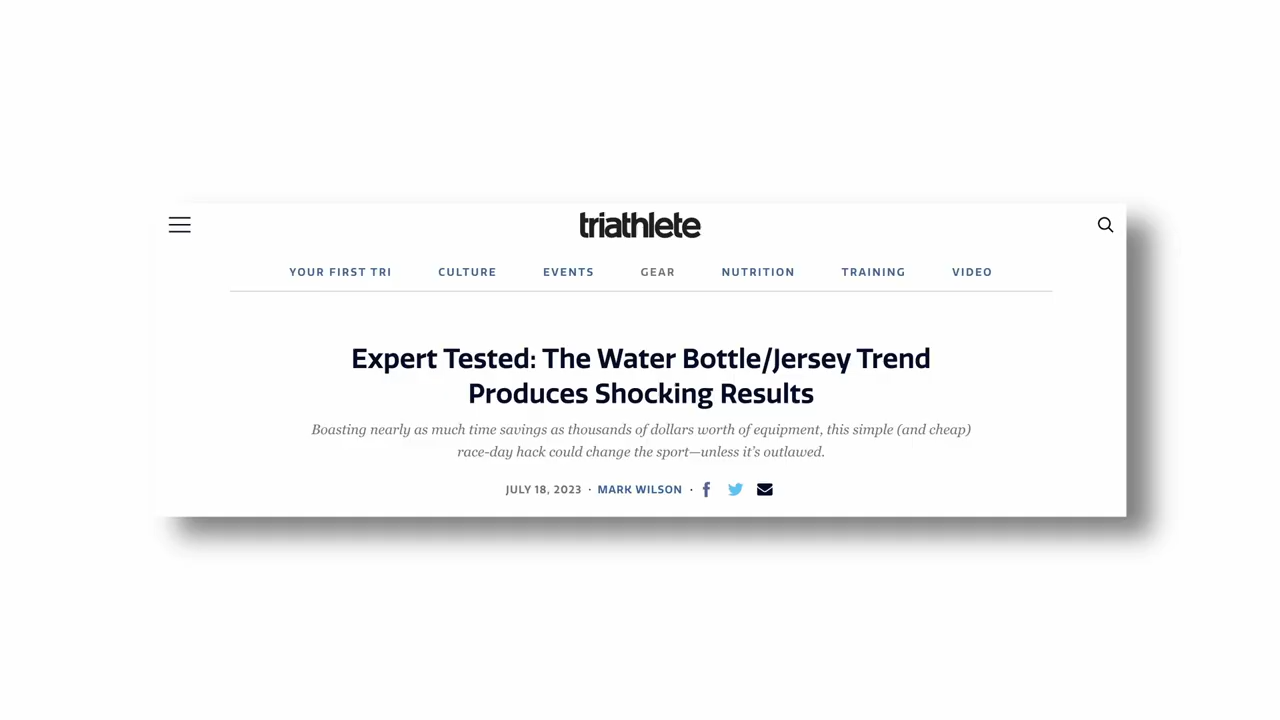 triathlete
YOUR FIRST TRI CULTURE EVENTS GEAR NUTRITION TRAINING VIDEO
Expert Tested: The Water Bottle/Jersey Trend
Produces Shocking Results
Boasting nearly as much time savings as thousands of dollars worth of equipment, this simple (and cheap)
race-day hack could change the sport—unless it's outlawed.
JULY 18, 2023 · MARK WILSON ·